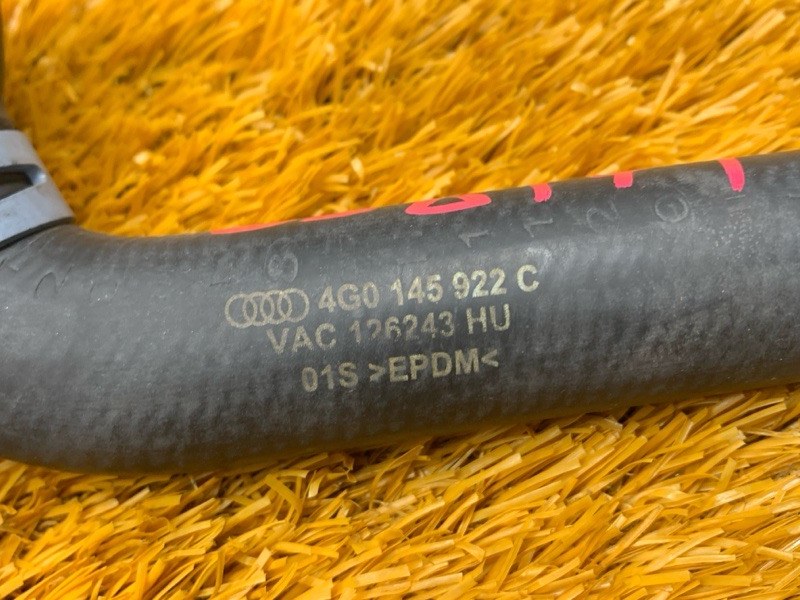 4G0 145 922 C
VAC 126243 HU
01S >EPDM<